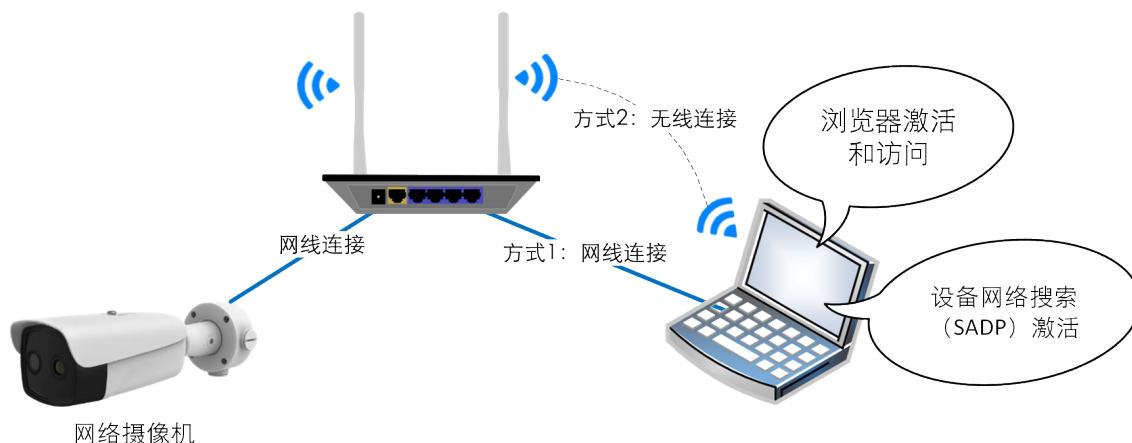 方式2：无线连接
浏览器激活
和访问
网线连接
方式1：网线连接
设备网络搜索
（SADP）激活
网络摄像机